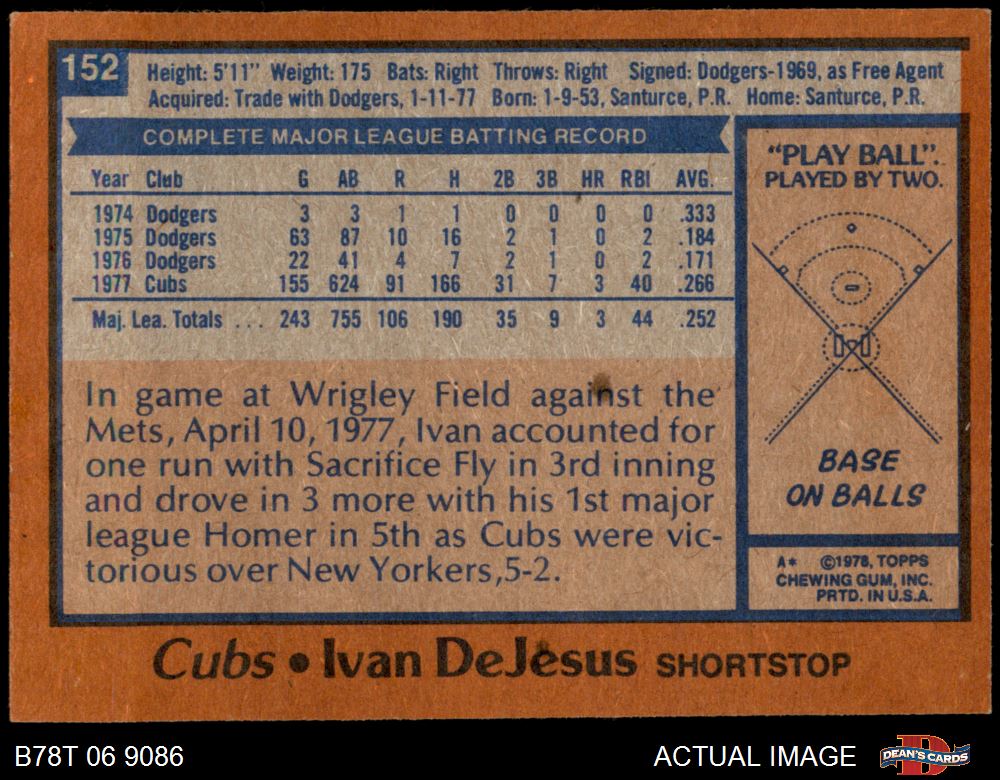 152
Height: 5'11" Weight: 175 Bats: Right Throws: Right Signed: Dodgers-1969, as Free Agent
Acquired: Trade with Dodgers, 1-11-77 Born: 1-9-53, Santurce, P.R. Home: Santurce, P.R.
COMPLETE MAJOR LEAGUE BATTING RECORD
Year Club G AB R H 2B 3B HR RBI AVG.
1974 Dodgers 3 3 1 1 0 0 0 0 .333
1975 Dodgers 63 87 10 16 2 1 0 2 .184
1976 Dodgers 22 41 4 7 2 1 0 2 .171
1977 Cubs 155 624 91 166 31 7 3 40 .266
Maj. Lea. Totals . . . 243 755 106 190 35 9 3 44 .252
In game at Wrigley Field against the
Mets, April 10, 1977, Ivan accounted for
one run with Sacrifice Fly in 3rd inning
and drove in 3 more with his 1st major
league Homer in 5th as Cubs were vic-
torious over New Yorkers,5-2.
"PLAY BALL".
PLAYED BY TWO.
BASE
ON BALLS
A* ©1978, TOPPS
CHEWING GUM, INC.
PRTD. IN U.S.A.
Cubs • Ivan DeJesus SHORTSTOP
B78T 06 9086
ACTUAL IMAGE
D
DEAN'S CARDS